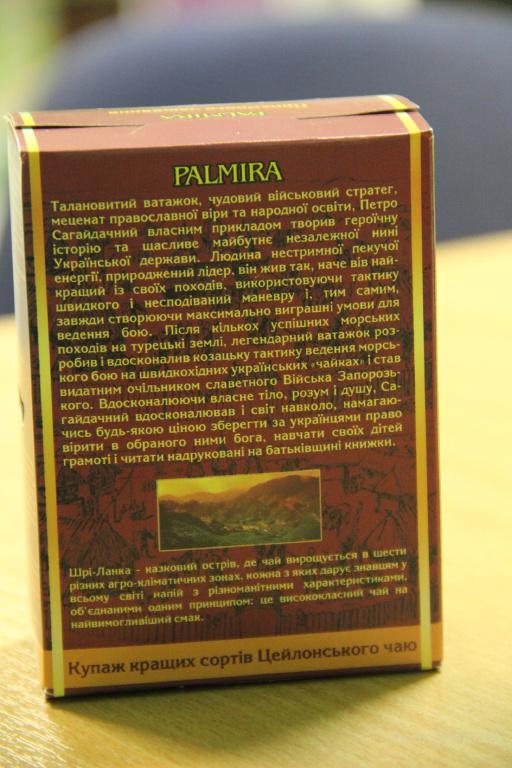 PALMIRA
PALMIRA
Талановитий ватажок, чудовий військовий стратег,
меценат православної віри та народної освіти, Петро
Сагайдачний власним прикладом творив героїчну
історію та щасливе майбутнє незалежної нині
Української держави. Людина нестримної пекучої
енергії, природжений лідер, він жив так, наче вів най-
кращий із своїх походів, використовуючи тактику
швидкого і несподіваний маневру і, тим самим,
завжди створюючи максимально виграшні умови для
ведення бою. Після кількох успішних морських
походів на турецькі землі, легендарний ватажок роз-
робив і вдосконалив козацьку тактику ведення морсь-
кого бою на швидкохідних українських "чайках" і став
видатним очільником славетного Війська Запорозь-
кого. Вдосконалюючи власне тіло, розум і душу, Са-
гайдачний вдосконалював і світ навколо, намагаю-
чись будь-якою ціною зберегти за українцями право
вірити в обраного ними бога, навчати своїх дітей
грамоті і читати надруковані на батьківщині книжки.
Шрі-Ланка - казковий острів, де чай вирощується в шести
різних агро-кліматичних зонах, кожна з яких дарує знавцям у
всьому світі напій з різноманітними характеристиками,
об'єднаними одним принципом: це висококласний чай на
найвимогливіший смак.
Купаж кращих сортів Цейлонського чаю